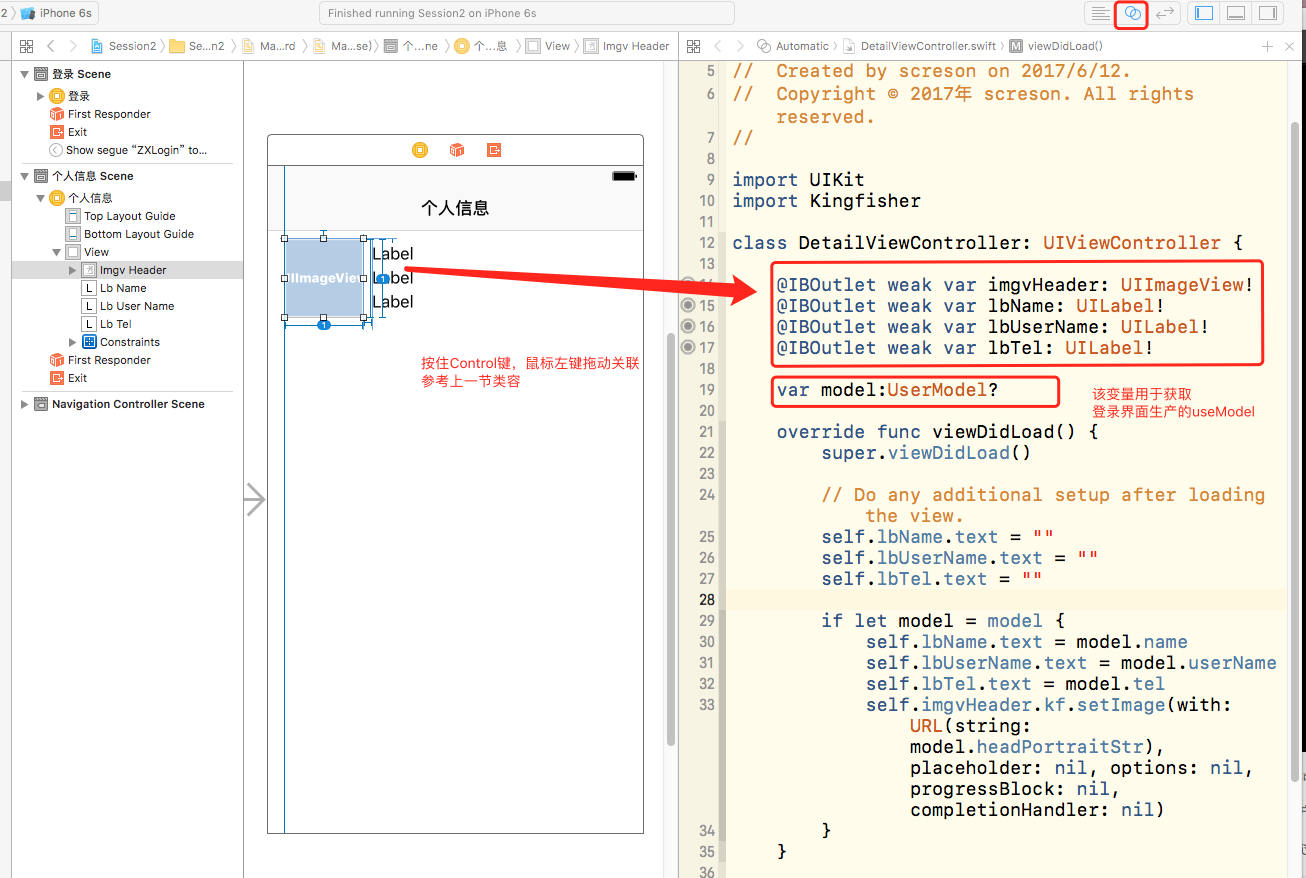 2 〉 iPhone 6s
Finished running Session2 on iPhone 6s
Session2 〉 Se...n2 〉 Ma...rd 〉 Ma...se) 〉 个...ne 〉 个...息 〉 View 〉 Imgv Header
Automatic 〉 DetailViewController.swift 〉 M viewDidLoad()
登录 Scene
登录
First Responder
Exit
Show segue “ZXLogin” to...
个人信息 Scene
个人信息
Top Layout Guide
Bottom Layout Guide
View
Imgv Header
L Lb Name
L Lb User Name
L Lb Tel
Constraints
First Responder
Exit
Navigation Controller Scene
个人信息
UIImageView
Label
Label
Label
1
1
按住Control键，鼠标左键拖动关联
参考上一节类容
5 //  Created by screson on 2017/6/12.
6 //  Copyright © 2017年 screson. All rights
reserved.
7 //
8
9 import UIKit
10 import Kingfisher
11
12 class DetailViewController: UIViewController {
13
14 @IBOutlet weak var imgvHeader: UIImageView!
15 @IBOutlet weak var lbName: UILabel!
16 @IBOutlet weak var lbUserName: UILabel!
17 @IBOutlet weak var lbTel: UILabel!
18
19 var model:UserModel?
该变量用于获取
登录界面生产的useModel
20
21 override func viewDidLoad() {
22 super.viewDidLoad()
23
24 // Do any additional setup after loading
the view.
25 self.lbName.text = ""
26 self.lbUserName.text = ""
27 self.lbTel.text = ""
28
29 if let model = model {
30 self.lbName.text = model.name
31 self.lbUserName.text = model.userName
32 self.lbTel.text = model.tel
33 self.imgvHeader.kf.setImage(with:
URL(string:
model.headPortraitStr),
placeholder: nil, options: nil,
progressBlock: nil,
completionHandler: nil)
34 }
35 }
36